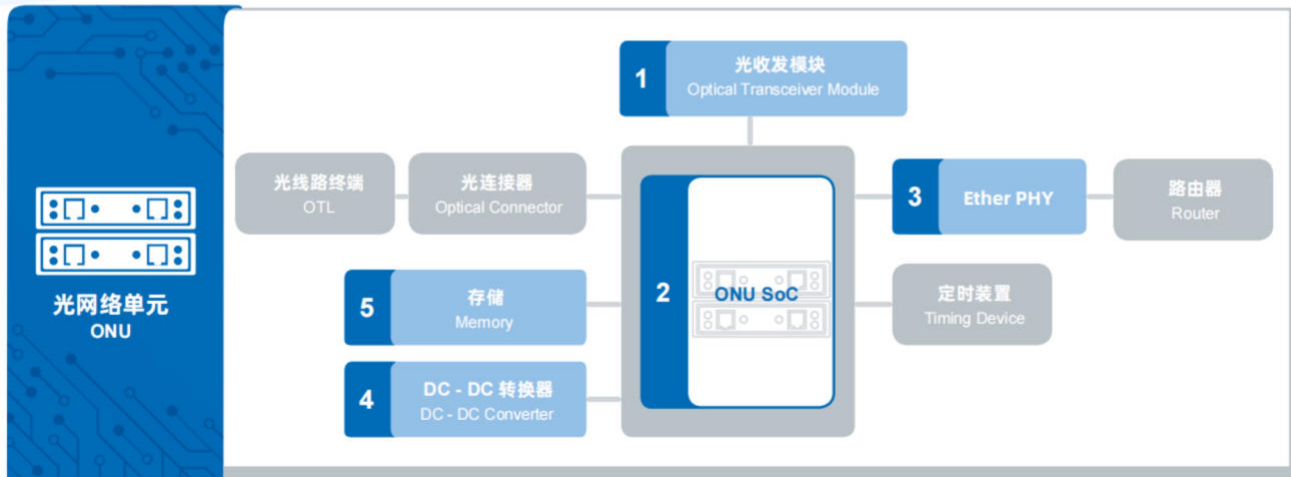 光网络单元
ONU
1
光收发模块
Optical Transceiver Module
光线路终端
OTL
光连接器
Optical Connector
3
Ether PHY
路由器
Router
2
ONU SoC
5
存储
Memory
定时装置
Timing Device
4
DC - DC 转换器
DC - DC Converter